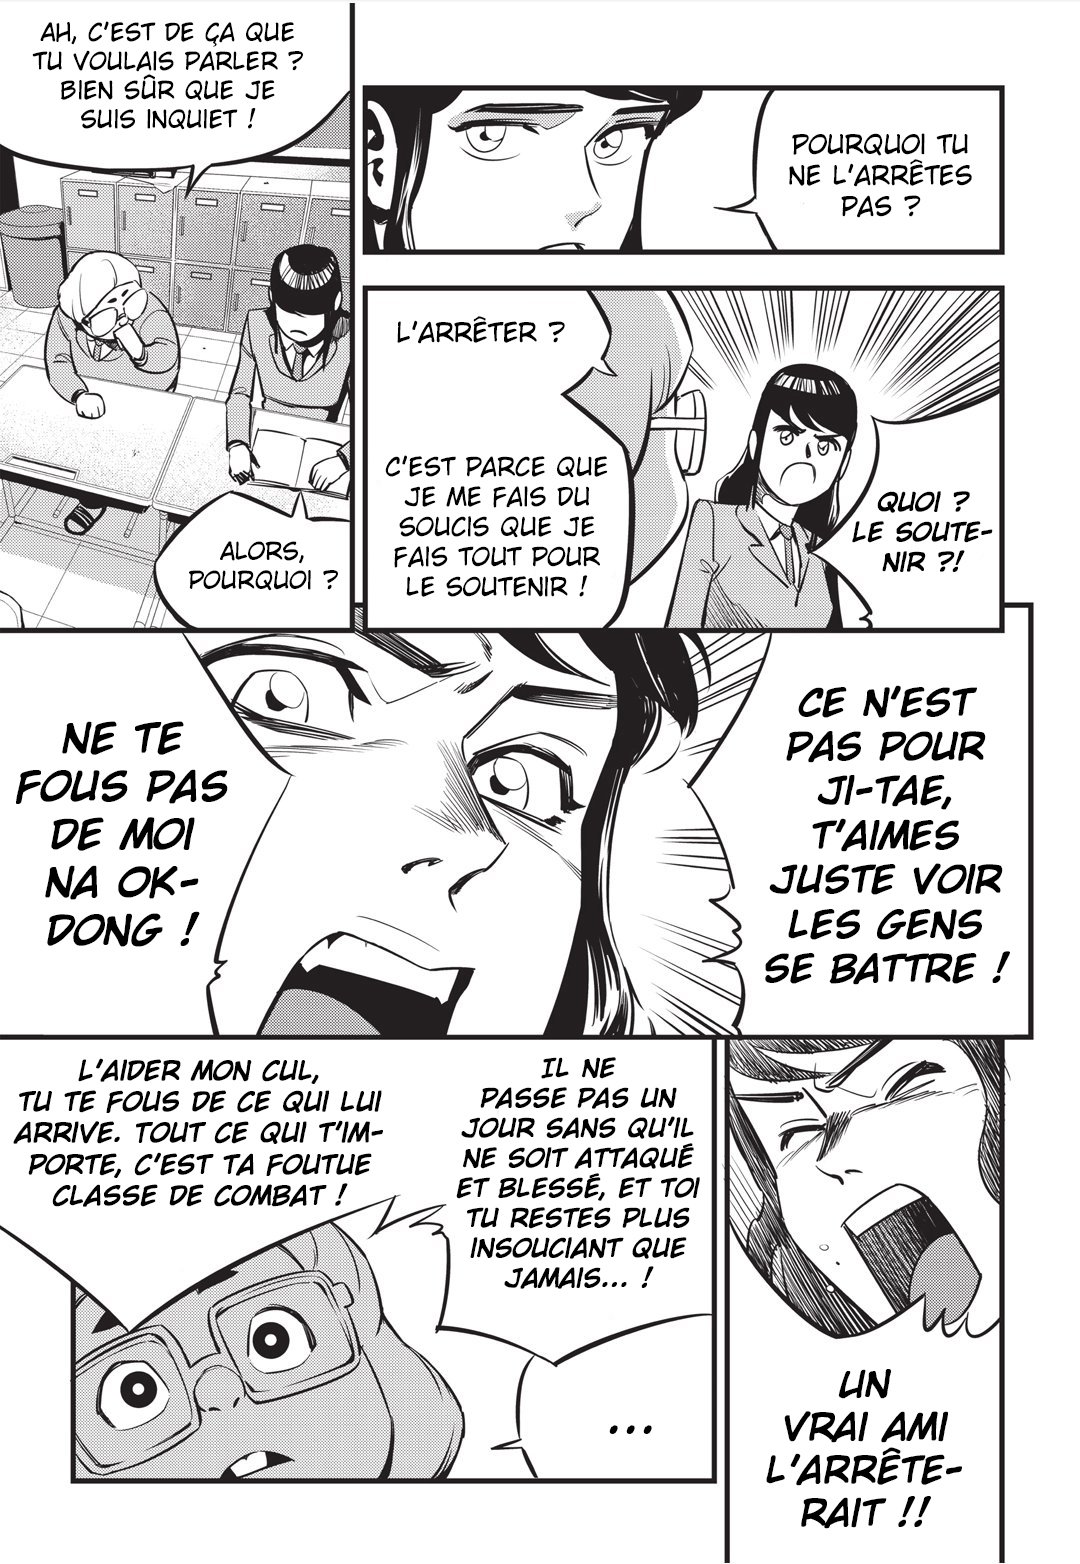 AH, C'EST DE ÇA QUE
TU VOULAIS PARLER ?
BIEN SÛR QUE JE
SUIS INQUIET !
ALORS,
POURQUOI ?
POURQUOI TU
NE L'ARRÊTES
PAS ?
L'ARRÊTER ?
C'EST PARCE QUE
JE ME FAIS DU
SOUCIS QUE JE
FAIS TOUT POUR
LE SOUTENIR !
QUOI ?
LE SOUTE-
NIR ?!
NE TE
FOUS PAS
DE MOI
NA OK-
DONG !
CE N'EST
PAS POUR
JI-TAE,
T'AIMES
JUSTE VOIR
LES GENS
SE BATTRE !
L'AIDER MON CUL,
TU TE FOUS DE CE QUI LUI
ARRIVE. TOUT CE QUI T'IM-
PORTE, C'EST TA FOUTUE
CLASSE DE COMBAT !
IL NE
PASSE PAS UN
JOUR SANS QU'IL
NE SOIT ATTAQUÉ
ET BLESSÉ, ET TOI
TU RESTES PLUS
INSOUCIANT QUE
JAMAIS... !
...
UN
VRAI AMI
L'ARRÊTE-
RAIT !!